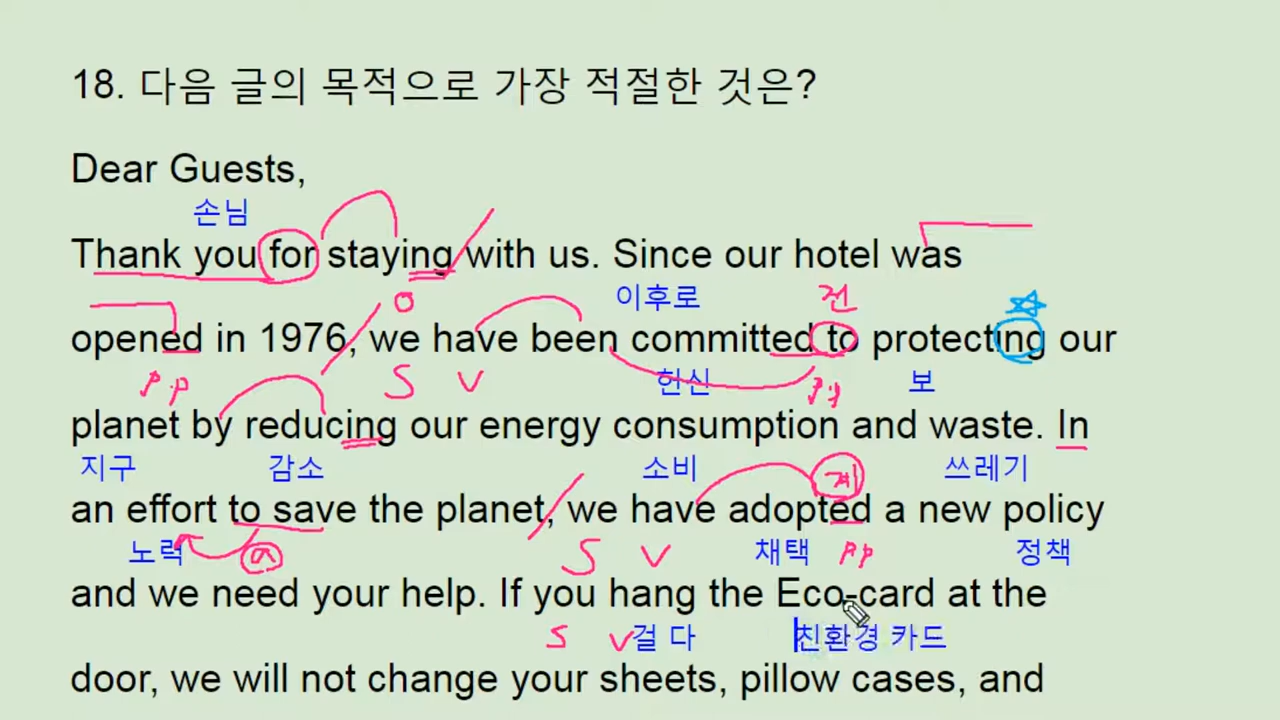 18. 다음 글의 목적으로 가장 적절한 것은?
Dear Guests,
손님
Thank you for staying with us. Since our hotel was
이후로 전
opened in 1976, we have been committed to protecting our
p.p S V 헌신 p.p 보
planet by reducing our energy consumption and waste. In
지구 감소 소비 계 쓰레기
an effort to save the planet, we have adopted a new policy
노력 a S V 채택 p.p 정책
and we need your help. If you hang the Eco-card at the
S V 걸 다 친환경 카드
door, we will not change your sheets, pillow cases, and